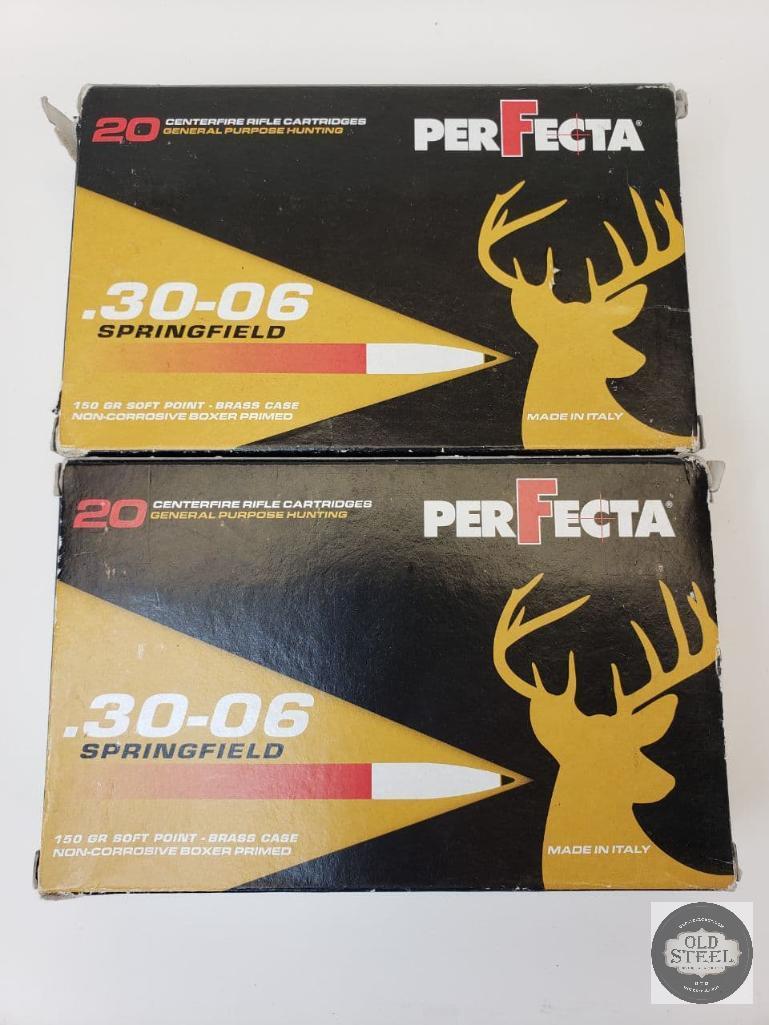 20 CENTERFIRE RIFLE CARTRIDGES
GENERAL PURPOSE HUNTING
PERFECTA®
.30-06
SPRINGFIELD
150 GR SOFT POINT - BRASS CASE
NON-CORROSIVE BOXER PRIMED
MADE IN ITALY
20 CENTERFIRE RIFLE CARTRIDGES
GENERAL PURPOSE HUNTING
PERFECTA®
.30-06
SPRINGFIELD
150 GR SOFT POINT - BRASS CASE
NON-CORROSIVE BOXER PRIMED
MADE IN ITALY
OLD
STEEL